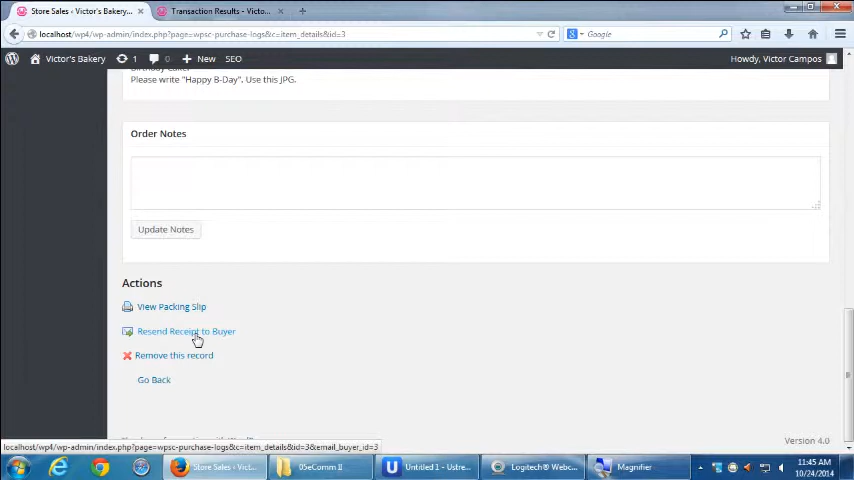 Store Sales ‹ Victor's Bakery... × Transaction Results - Victo... × +
localhost/wp4/wp-admin/index.php?page=wpsc-purchase-logs&c=item_details&id=3
Google
Victor's Bakery 1 0 + New SEO Howdy, Victor Campos
Please write "Happy B-Day", Use this JPG.
Order Notes
Update Notes
Actions
View Packing Slip
Resend Receipt to Buyer
Remove this record
Go Back
Version 4.0
localhost/wp4/wp-admin/index.php?page=wpsc-purchase-logs&c=item_details&id=3&email_buyer_id=3
Store Sales ‹ Vict... 05eComm II Untitled 1 - Ustre... Logitech® Webc... Magnifier
11:45 AM
10/24/2014